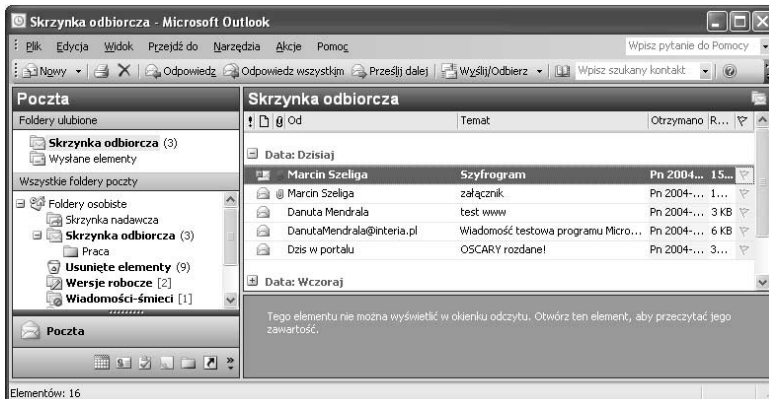 Skrzynka odbiorcza - Microsoft Outlook
Plik Edycja Widok Przejdź do Narzędzia Akcje Pomoc Wpisz pytanie do Pomocy
Nowy Odpowiedz Odpowiedz wszystkim Prześlij dalej Wyślij/Odbierz Wpisz szukany kontakt
Poczta
Foldery ulubione
Skrzynka odbiorcza (3)
Wysłane elementy
Wszystkie foldery poczty
Foldery osobiste
Skrzynka nadawcza
Skrzynka odbiorcza (3)
Praca
Usunięte elementy (9)
Wersje robocze [2]
Wiadomości-śmieci [1]
Poczta
Skrzynka odbiorcza
! Od Temat Otrzymano R...
Data: Dzisiaj
Marcin Szeliga Szyfrogram Pn 2004... 15...
Marcin Szeliga załącznik Pn 2004-... 1...
Danuta Mendrala test www Pn 2004-... 3 KB
DanutaMendrala@interia.pl Wiadomość testowa programu Micro... Pn 2004-... 6 KB
Dzis w portalu OSCARY rozdane! Pn 2004-... 3...
Data: Wczoraj
Tego elementu nie można wyświetlić w okienku odczytu. Otwórz ten element, aby przeczytać jego
zawartość.
Elementów: 16